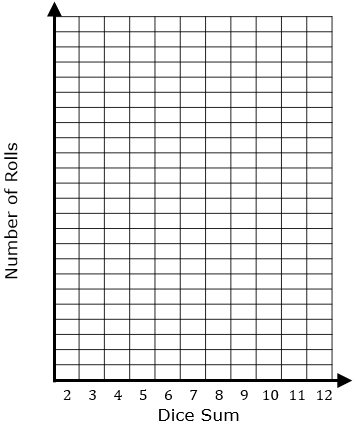 Number of Rolls
2 3 4 5 6 7 8 9 10 11 12
Dice Sum